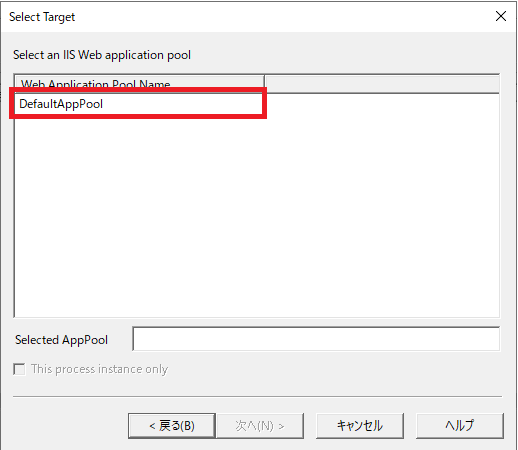 Select Target
Select an IIS Web application pool
Web Application Pool Name
DefaultAppPool
Selected AppPool
This process instance only
< 戻る(B)
次へ(N) >
キャンセル
ヘルプ